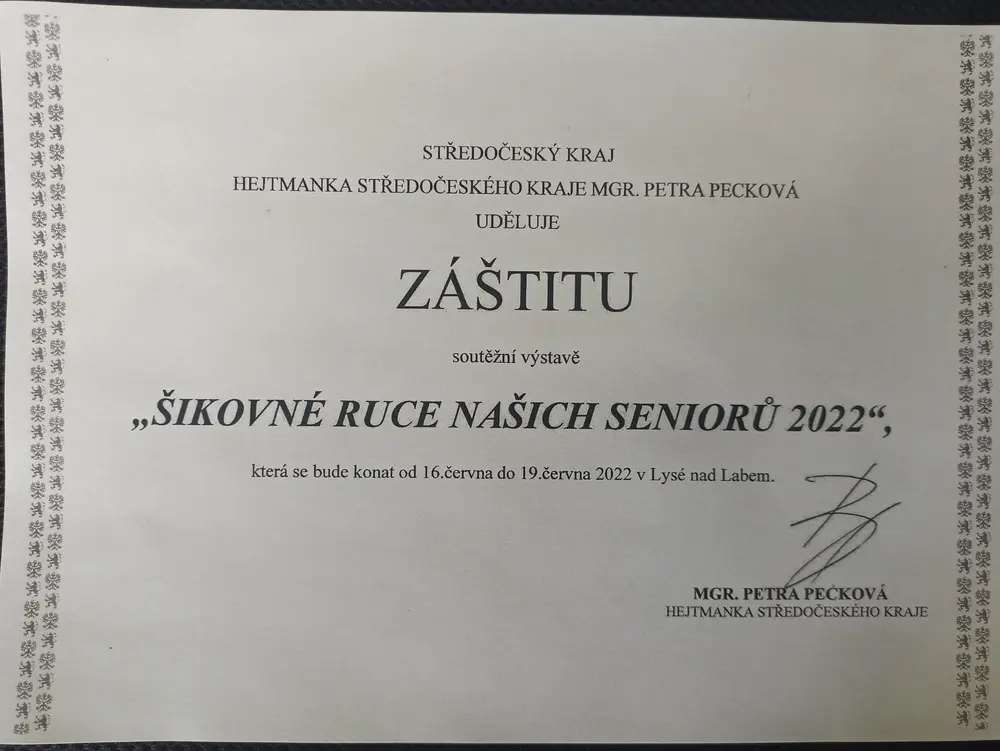 STŘEDOČESKÝ KRAJ
HEJTMANKA STŘEDOČESKÉHO KRAJE MGR. PETRA PECKOVÁ
UDĚLUJE
ZÁŠTITU
soutěžní výstavě
„ŠIKOVNÉ RUCE NAŠICH SENIORŮ 2022“,
která se bude konat od 16.června do 19.června 2022 v Lysé nad Labem.
MGR. PETRA PECKOVÁ
HEJTMANKA STŘEDOČESKÉHO KRAJE